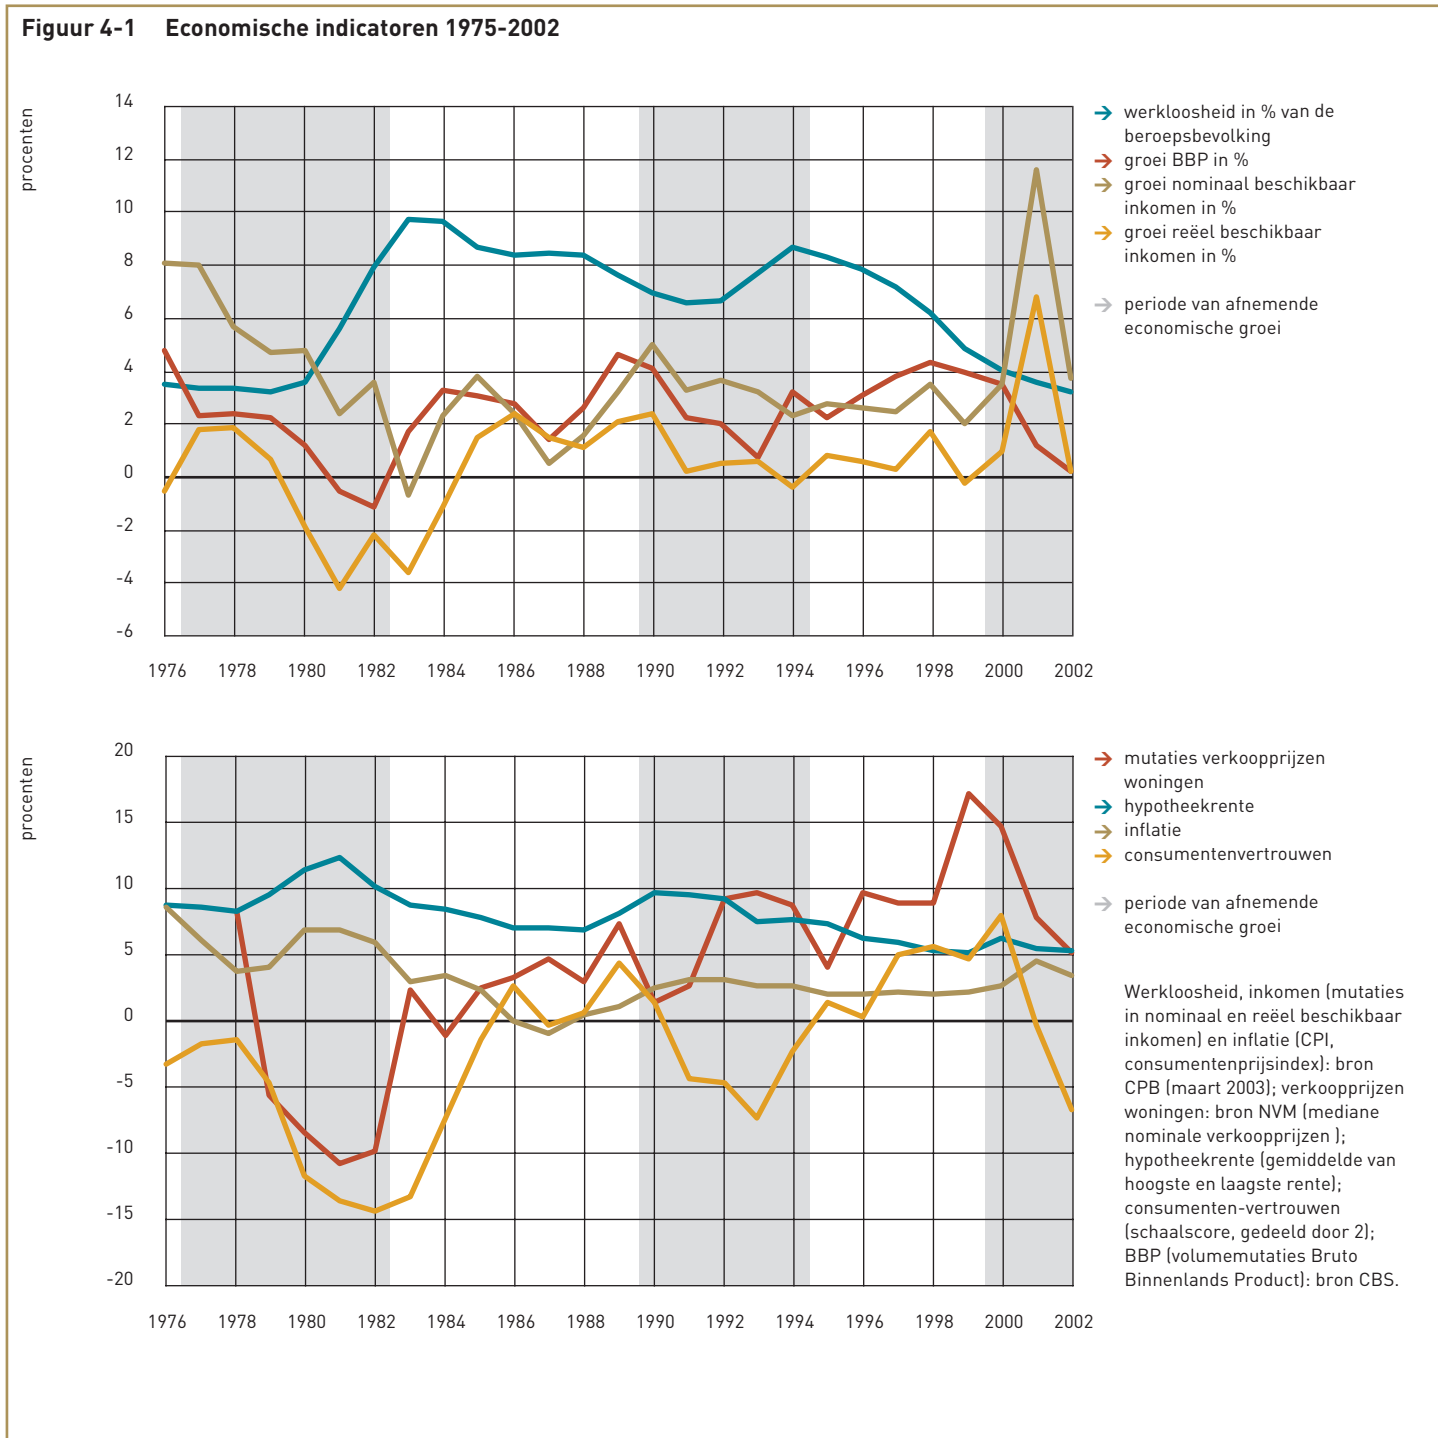 Figuur 4-1 Economische indicatoren 1975-2002
procenten
14
12
10
8
6
4
2
0
-2
-4
-6
1976 1978 1980 1982 1984 1986 1988 1990 1992 1994 1996 1998 2000 2002
werkloosheid in % van de
beroepsbevolking
groei BBP in %
groei nominaal beschikbaar
inkomen in %
groei reëel beschikbaar
inkomen in %
periode van afnemende
economische groei
procenten
20
15
10
5
0
-5
-10
-15
-20
1976 1978 1980 1982 1984 1986 1988 1990 1992 1994 1996 1998 2000 2002
mutaties verkoopprijzen
woningen
hypotheekrente
inflatie
consumentenvertrouwen
periode van afnemende
economische groei
Werkloosheid, inkomen (mutaties
in nominaal en reëel beschikbaar
inkomen) en inflatie (CPI,
consumentenprijsindex): bron
CPB (maart 2003); verkoopprijzen
woningen: bron NVM (mediane
nominale verkoopprijzen );
hypotheekrente (gemiddelde van
hoogste en laagste rente);
consumenten-vertrouwen
(schaalscore, gedeeld door 2);
BBP (volumemutaties Bruto
Binnenlands Product): bron CBS.